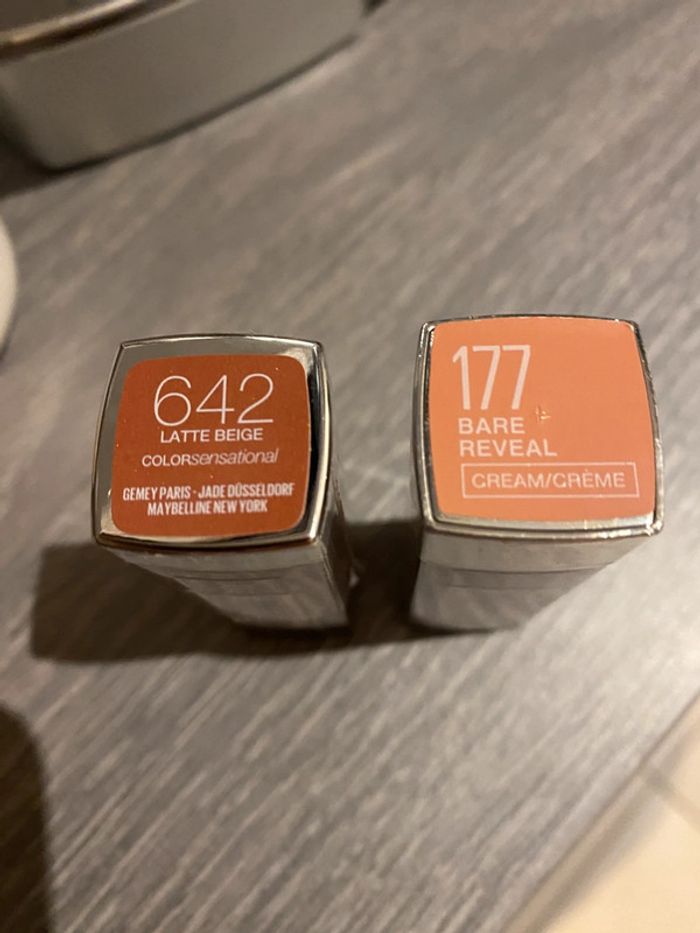 642
LATTE BEIGE
COLORsensational
GEMEY PARIS - JADE DÜSSELDORF
MAYBELLINE NEW YORK
177
BARE
REVEAL
CREAM/CRÈME